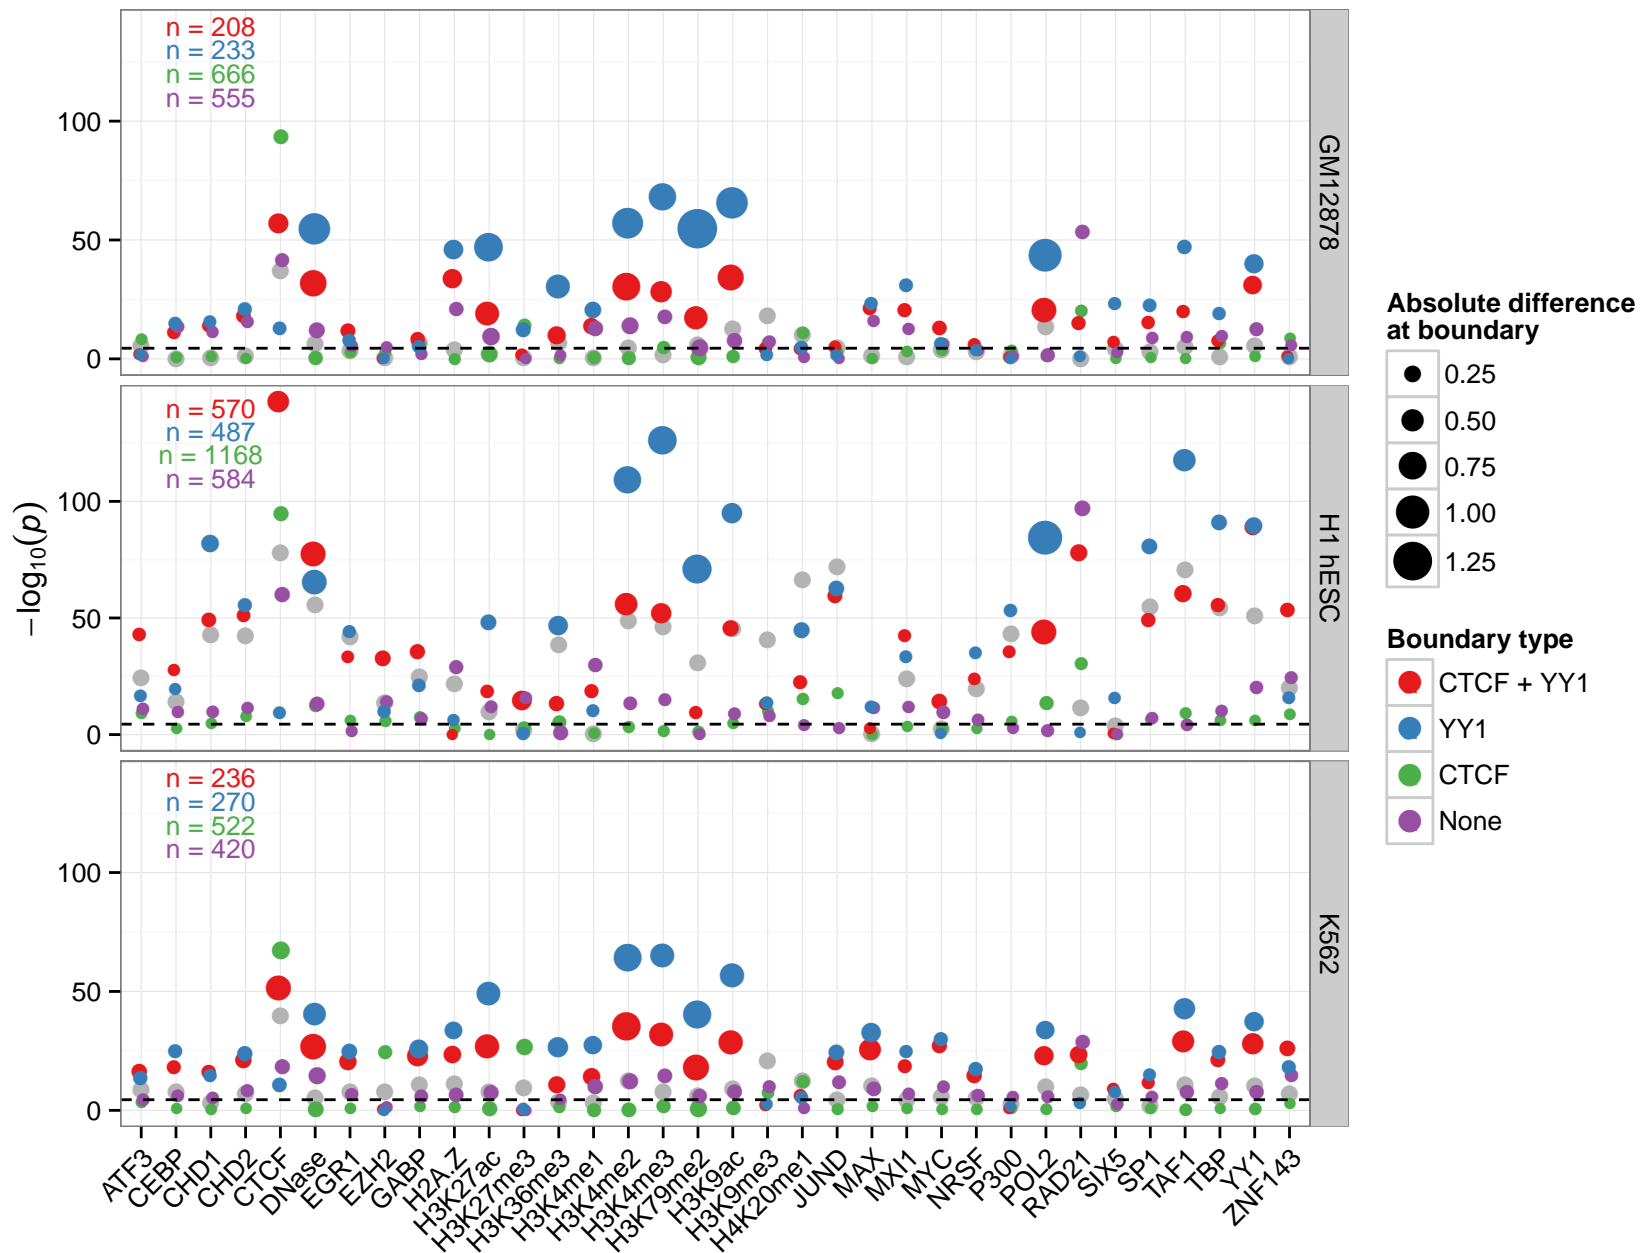 n = 208
n = 233
n = 666
n = 555
100
50
0
GM12878
n = 570
n = 487
n = 1168
n = 584
100
50
0
H1 hESC
n = 236
n = 270
n = 522
n = 420
100
50
0
K562
−log10(p)
ATF3
CEBP
CHD1
CHD2
CTCF
DNase
EGR1
EZH2
GABP
H2A.Z
H3K27ac
H3K27me3
H3K36me3
H3K4me1
H3K4me2
H3K4me3
H3K79me2
H3K9ac
H3K9me3
H4K20me1
JUND
MAX
MXI1
MYC
NRSF
P300
POL2
RAD21
SIX5
SP1
TAF1
TBP
YY1
ZNF143
Absolute difference
at boundary
0.25
0.50
0.75
1.00
1.25
Boundary type
CTCF + YY1
YY1
CTCF
None